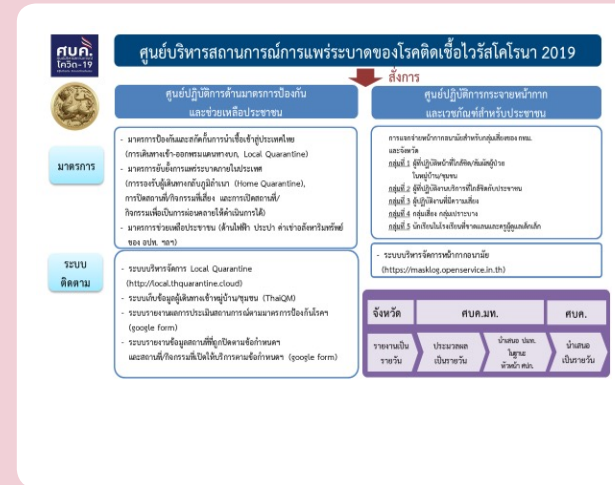 ศบค.
โควิด-19
ศูนย์บริหารสถานการณ์การแพร่ระบาดของโรคติดเชื้อไวรัสโคโรนา 2019
สั่งการ
ศูนย์ปฏิบัติการด้านมาตรการป้องกัน
และช่วยเหลือประชาชน
ศูนย์ปฏิบัติการกระจายหน้ากาก
และเวชภัณฑ์สำหรับประชาชน
มาตรการ
- มาตรการป้องกันและสกัดกั้นการนำเชื้อเข้าสู่ประเทศไทย
(การเดินทางเข้า-ออกพรมแดนทางบก, Local Quarantine)
- มาตรการยับยั้งการแพร่ระบาดภายในประเทศ
(การรองรับผู้เดินทางกลับภูมิลำเนา (Home Quarantine),
การปิดสถานที่/กิจกรรมที่เสี่ยง และการเปิดสถานที่/
กิจกรรมเพื่อเป็นการผ่อนคลายให้ดำเนินการได้)
- มาตรการช่วยเหลือประชาชน (ด้านไฟฟ้า ประปา ค่าเช่าอสังหาริมทรัพย์
ของ อปท. ฯลฯ)
การแจกจ่ายหน้ากากอนามัยสำหรับกลุ่มเสี่ยงของ กทม.
และจังหวัด
กลุ่มที่ 1 ผู้ที่ปฏิบัติหน้าที่ใกล้ชิด/สัมผัสผู้ป่วย
ในหมู่บ้าน/ชุมชน
กลุ่มที่ 2 ผู้ที่ปฏิบัติงานบริการที่ใกล้ชิดกับประชาชน
กลุ่มที่ 3 ผู้ปฏิบัติงานที่มีความเสี่ยง
กลุ่มที่ 4 กลุ่มเสี่ยง กลุ่มเปราะบาง
กลุ่มที่ 5 นักเรียนในโรงเรียนที่ขาดแคลนและครูผู้ดูแลเด็กเล็ก
ระบบ
ติดตาม
- ระบบบริหารจัดการ Local Quarantine
(http://local.thquarantine.cloud)
- ระบบเก็บข้อมูลผู้เดินทางเข้าหมู่บ้าน/ชุมชน (ThaiQM)
- ระบบรายงานผลการประเมินสถานการณ์ตามมาตรการป้องกันโรคฯ
(google form)
- ระบบรายงานข้อมูลสถานที่ที่ถูกปิดตามข้อกำหนดฯ
และสถานที่/กิจกรรมที่เปิดให้บริการตามข้อกำหนดฯ (google form)
- ระบบบริหารจัดการหน้ากากอนามัย
(https://masklog.openservice.in.th)
จังหวัด
ศบค.มท.
ศบค.
รายงานเป็น
รายวัน
ประมวลผล
เป็นรายวัน
นำเสนอ ปมท.
ในฐานะ
หัวหน้า ศปก.
นำเสนอ
เป็นรายวัน